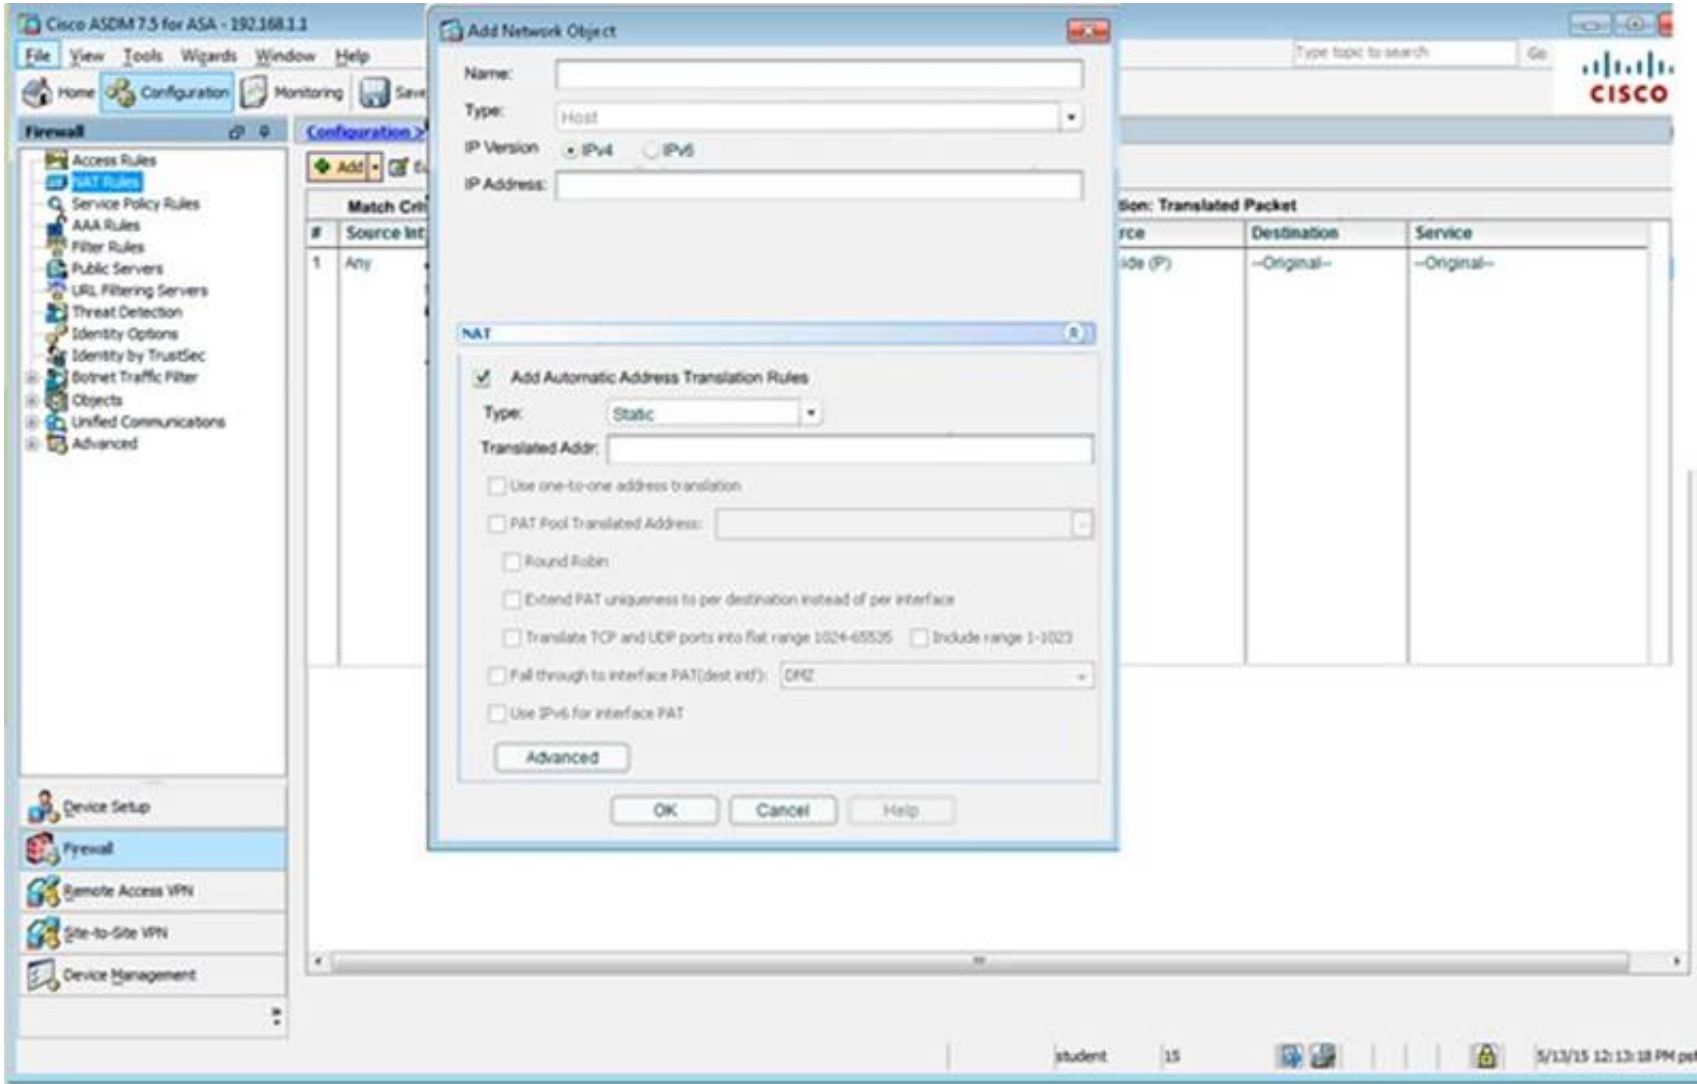 Cisco ASDM 7.5 for ASA - 192.168.1.1
File View Tools Wizards Window Help
Type topic to search Go
Home Configuration Monitoring Save
CISCO
Firewall
Configuration >
Access Rules
NAT Rules
Service Policy Rules
AAA Rules
Filter Rules
Public Servers
URL Filtering Servers
Threat Detection
Identity Options
Identity by TrustSec
Botnet Traffic Filter
Objects
Unified Communications
Advanced
Device Setup
Firewall
Remote Access VPN
Site-to-Site VPN
Device Management
Add
Match Crit
# Source Int
1 Any
Add Network Object
Name:
Type: Host
IP Version IPv4 IPv6
IP Address:
NAT
Add Automatic Address Translation Rules
Type: Static
Translated Addr:
Use one-to-one address translation
PAT Pool Translated Address:
Round Robin
Extend PAT uniqueness to per destination instead of per interface
Translate TCP and UDP ports into flat range 1024-65535 Include range 1-1023
Fall through to interface PAT(dest intf): DMZ
Use IPv6 for interface PAT
Advanced
OK Cancel Help
tion: Translated Packet
rce Destination Service
ide (P) --Original-- --Original--
student 15 5/13/15 12:13:18 PM pst